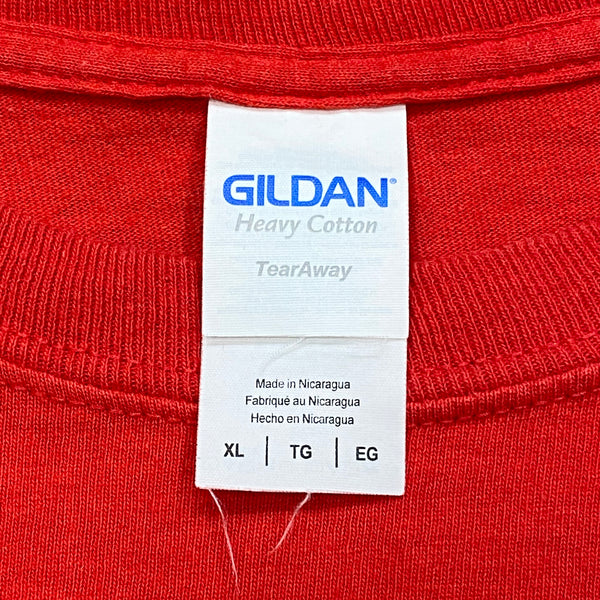 GILDAN®
Heavy Cotton
TearAway
Made in Nicaragua
Fabriqué au Nicaragua
Hecho en Nicaragua
XL | TG | EG